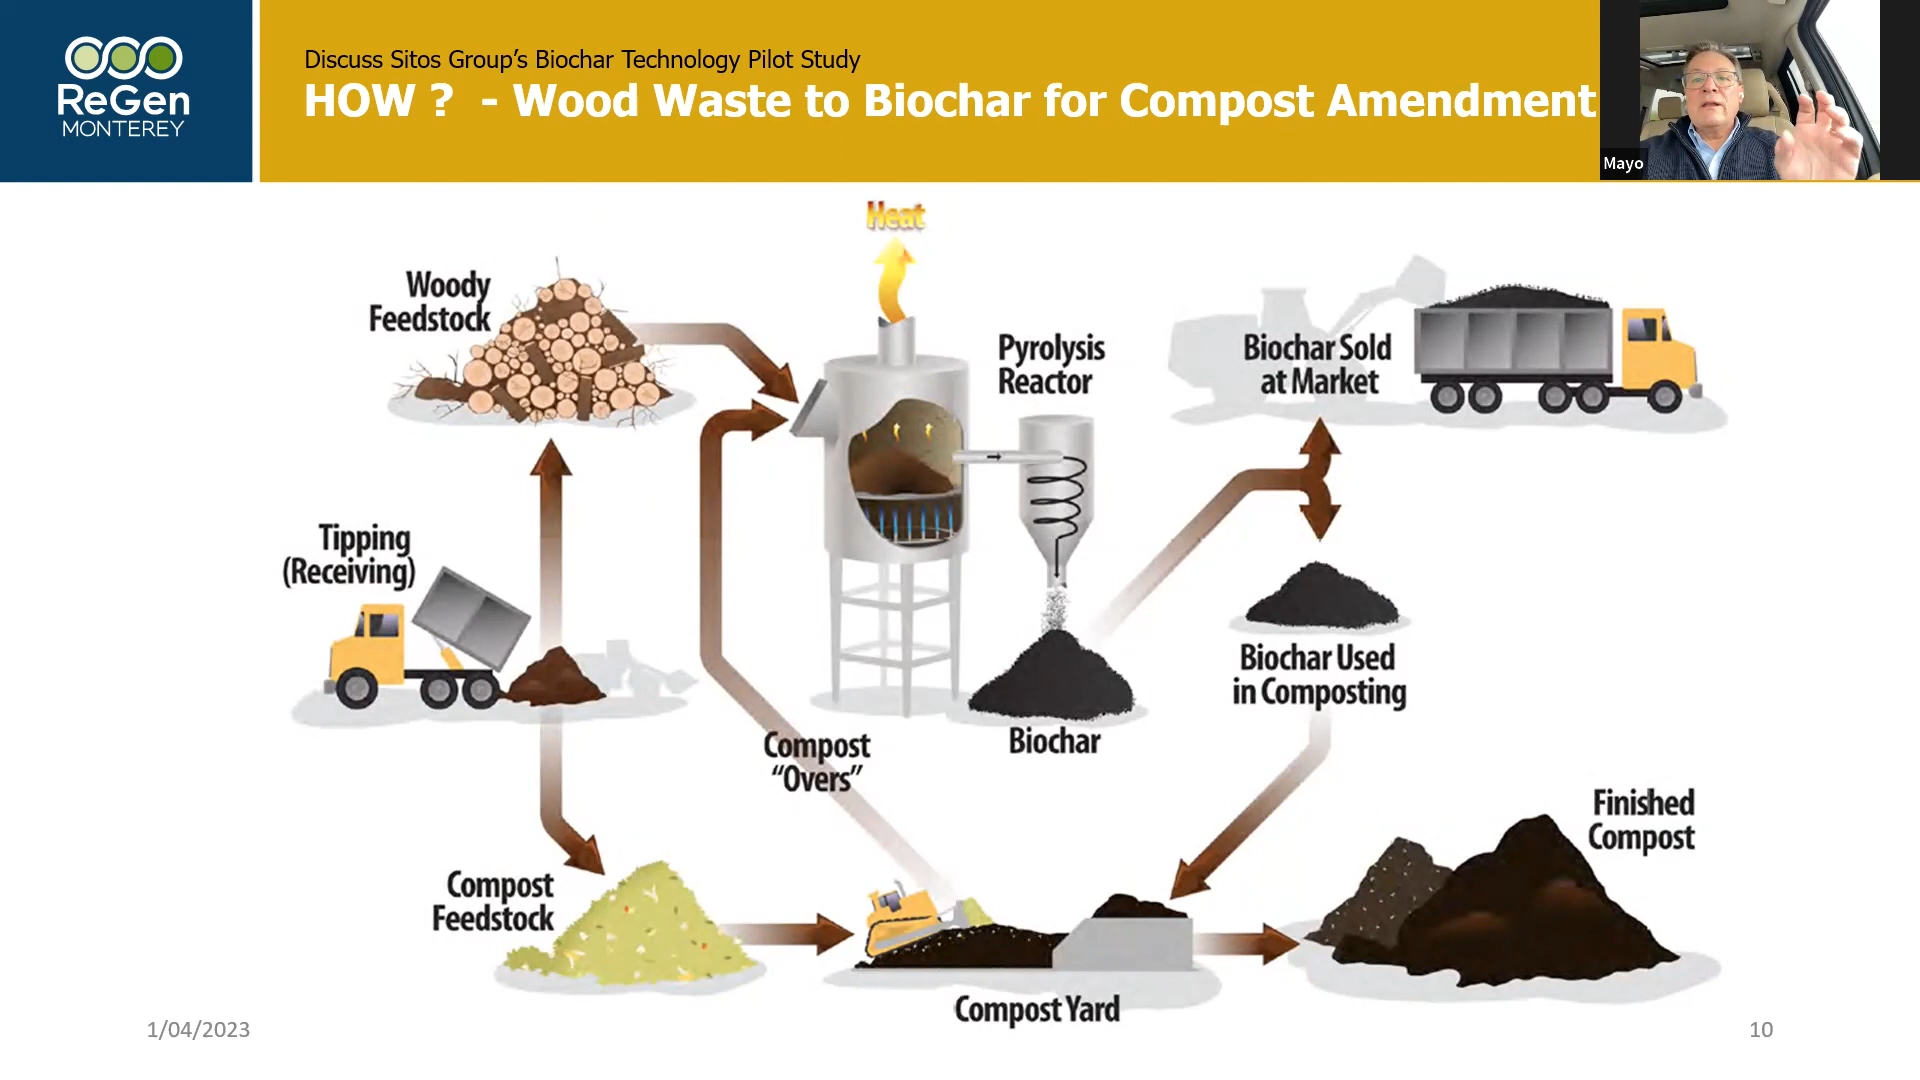 ReGen
MONTEREY
Discuss Sitos Group's Biochar Technology Pilot Study
HOW ? - Wood Waste to Biochar for Compost Amendment
Mayo
Heat
Woody
Feedstock
Pyrolysis
Reactor
Biochar Sold
at Market
Tipping
(Receiving)
Biochar Used
in Composting
Compost
“Overs”
Biochar
Finished
Compost
Compost
Feedstock
Compost Yard
1/04/2023
10